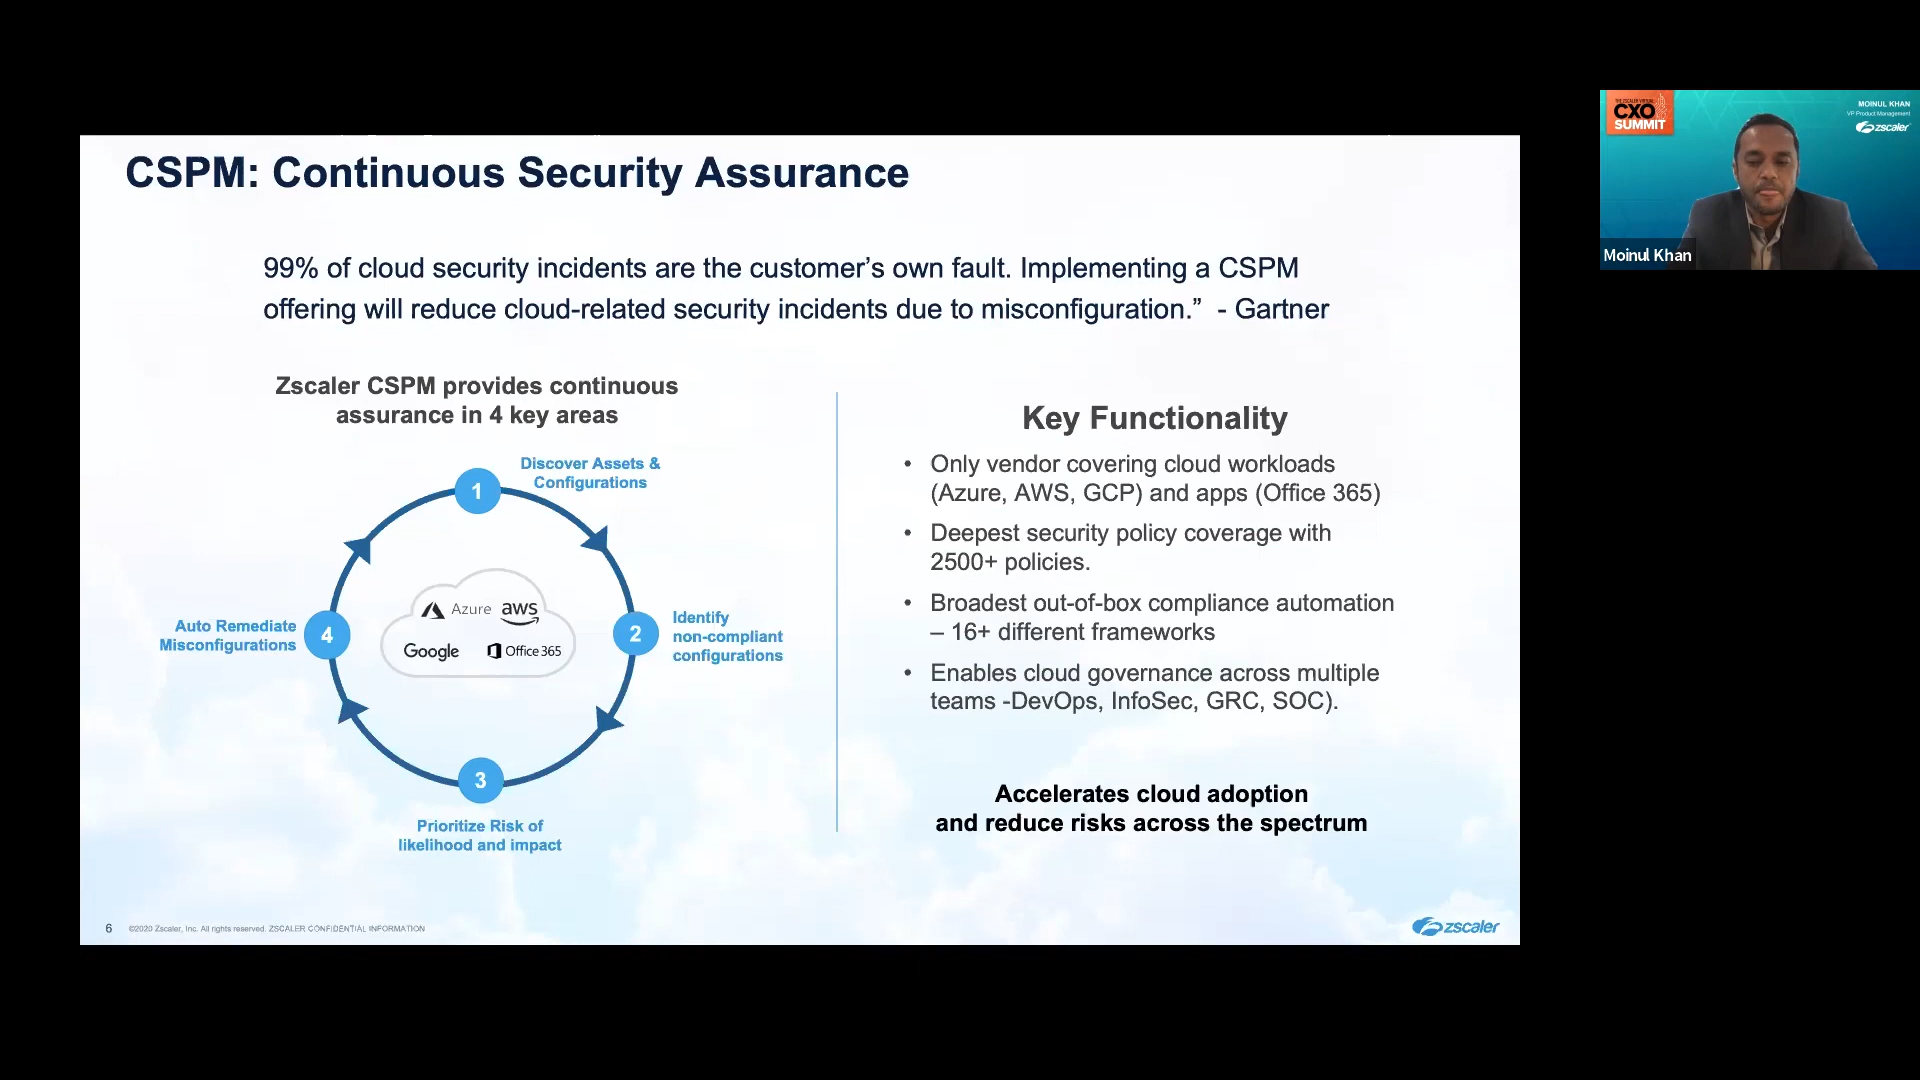 CSPM: Continuous Security Assurance
99% of cloud security incidents are the customer’s own fault. Implementing a CSPM
offering will reduce cloud-related security incidents due to misconfiguration.” - Gartner
Zscaler CSPM provides continuous
assurance in 4 key areas
1
Discover Assets &
Configurations
2
Identify
non-compliant
configurations
3
Prioritize Risk of
likelihood and impact
4
Auto Remediate
Misconfigurations
Azure aws
Google Office 365
Key Functionality
• Only vendor covering cloud workloads
(Azure, AWS, GCP) and apps (Office 365)
• Deepest security policy coverage with
2500+ policies.
• Broadest out-of-box compliance automation
– 16+ different frameworks
• Enables cloud governance across multiple
teams -DevOps, InfoSec, GRC, SOC).
Accelerates cloud adoption
and reduce risks across the spectrum
6 ©2020 Zscaler, Inc. All rights reserved. ZSCALER CONFIDENTIAL INFORMATION
zscaler
THE ZSCALER VIRTUAL
CXO
SUMMIT
MOINUL KHAN
VP Product Management
zscaler
Moinul Khan